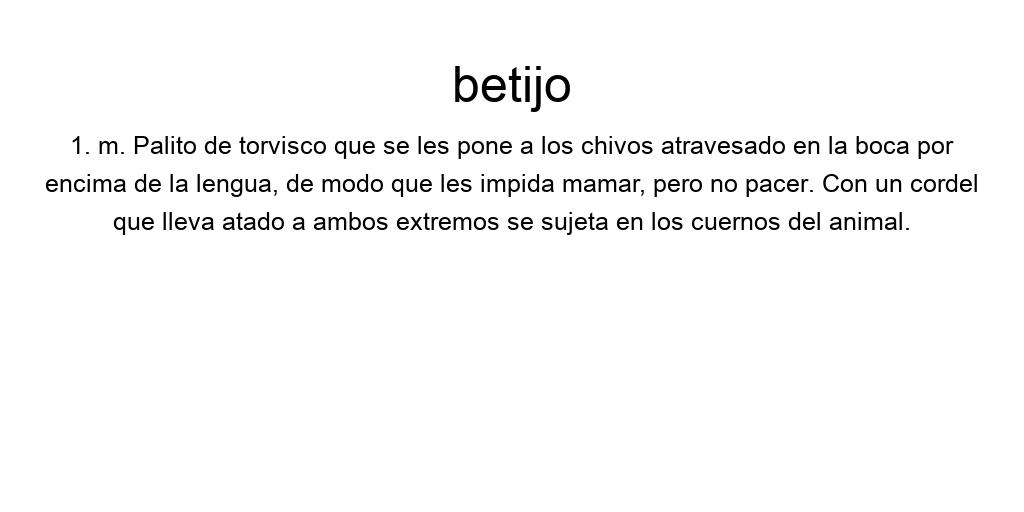 betijo
1. m. Palito de torvisco que se les pone a los chivos atravesado en la boca por
encima de la lengua, de modo que les impida mamar, pero no pacer. Con un cordel
que lleva atado a ambos extremos se sujeta en los cuernos del animal.